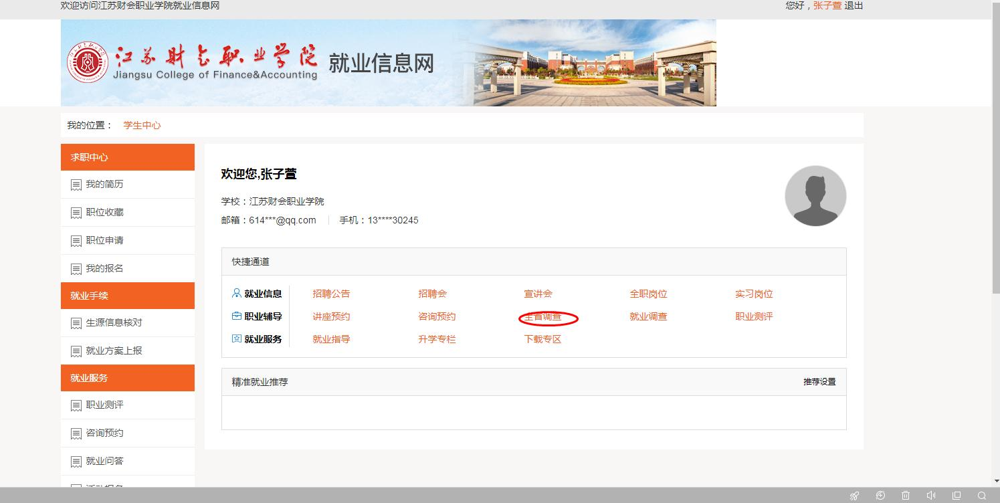 欢迎访问江苏财会职业学院就业信息网
您好，张子萱 退出
江苏财会职业学院 就业信息网
Jiangsu College of Finance&Accounting
我的位置： 学生中心
求职中心
我的简历
职位收藏
职位申请
我的报名
就业手续
生源信息核对
就业方案上报
就业服务
职业测评
咨询预约
就业问答
欢迎您,张子萱
学校：江苏财会职业学院
邮箱：614***@qq.com 手机：13****30245
快捷通道
就业信息 招聘公告 招聘会 宣讲会 全职岗位 实习岗位
职业辅导 讲座预约 咨询预约 全省调查 就业调查 职业测评
就业服务 就业指导 升学专栏 下载专区
精准就业推荐 推荐设置